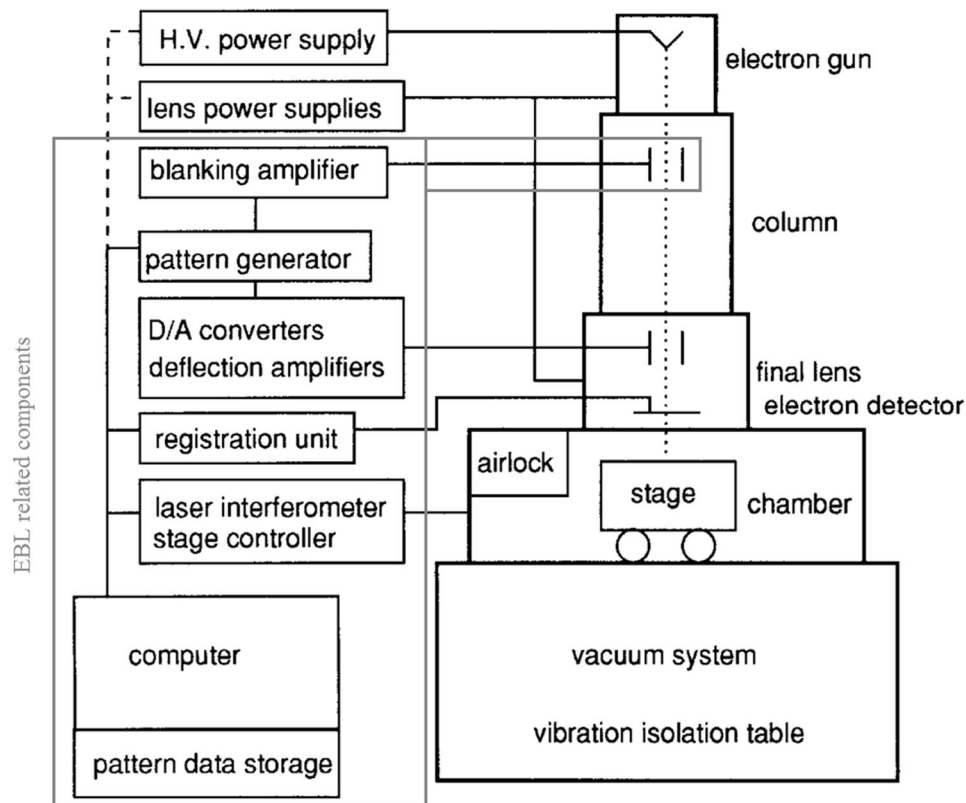 H.V. power supply
electron gun
lens power supplies
blanking amplifier
column
pattern generator
D/A converters
deflection amplifiers
final lens
electron detector
registration unit
airlock
stage
chamber
laser interferometer
stage controller
computer
vacuum system
vibration isolation table
pattern data storage
EBL related components